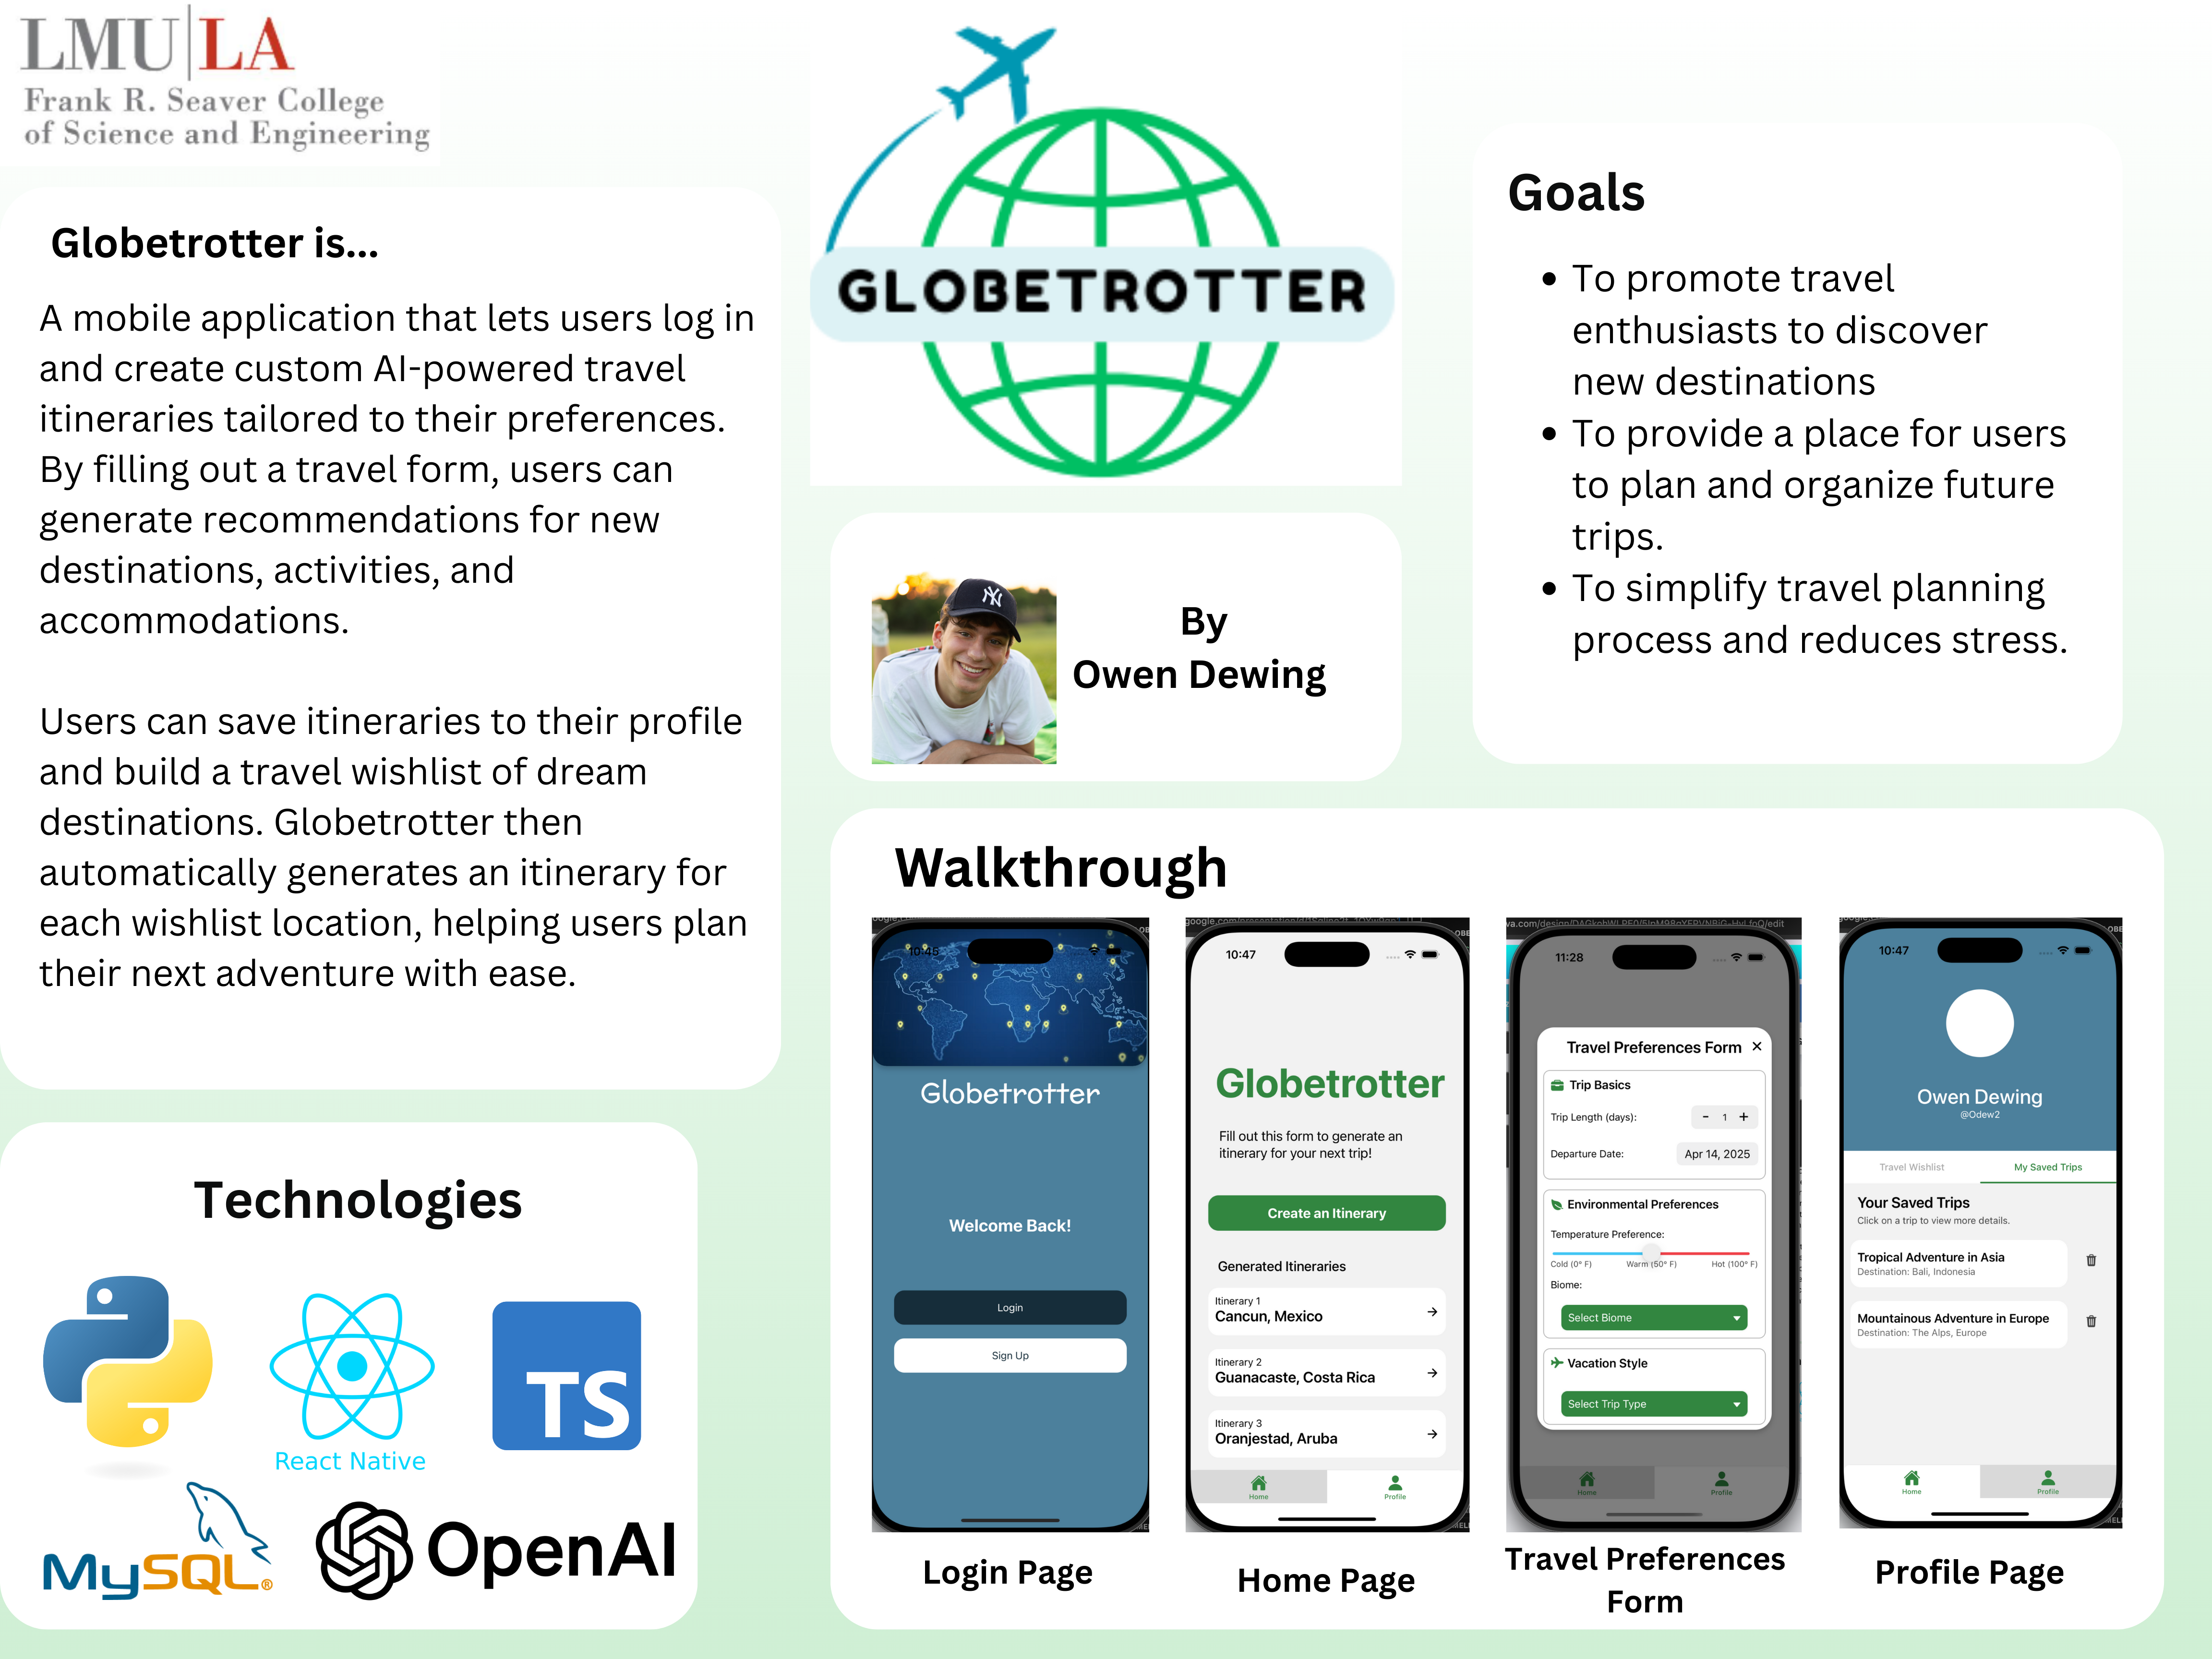 LMU|LA
Frank R. Seaver College
of Science and Engineering
Globetrotter is...
A mobile application that lets users log in
and create custom AI-powered travel
itineraries tailored to their preferences.
By filling out a travel form, users can
generate recommendations for new
destinations, activities, and
accommodations.
Users can save itineraries to their profile
and build a travel wishlist of dream
destinations. Globetrotter then
automatically generates an itinerary for
each wishlist location, helping users plan
their next adventure with ease.
Technologies
React Native
TS
MySQL®
OpenAI
GLOBETROTTER
NY
By
Owen Dewing
Goals
• To promote travel
enthusiasts to discover
new destinations
• To provide a place for users
to plan and organize future
trips.
• To simplify travel planning
process and reduces stress.
Walkthrough
Globetrotter
Welcome Back!
Login
Sign Up
Login Page
10:47
Globetrotter
Fill out this form to generate an
itinerary for your next trip!
Create an Itinerary
Generated Itineraries
Itinerary 1
Cancun, Mexico
Itinerary 2
Guanacaste, Costa Rica
Itinerary 3
Oranjestad, Aruba
Home
Profile
Home Page
11:28
Travel Preferences Form
Trip Basics
Trip Length (days):
- 1 +
Departure Date:
Apr 14, 2025
Environmental Preferences
Temperature Preference:
Cold (0° F) Warm (50° F) Hot (100° F)
Biome:
Select Biome
Vacation Style
Select Trip Type
Home
Profile
Travel Preferences
Form
10:47
Owen Dewing
@Odew2
Travel Wishlist
My Saved Trips
Your Saved Trips
Click on a trip to view more details.
Tropical Adventure in Asia
Destination: Bali, Indonesia
Mountainous Adventure in Europe
Destination: The Alps, Europe
Home
Profile
Profile Page